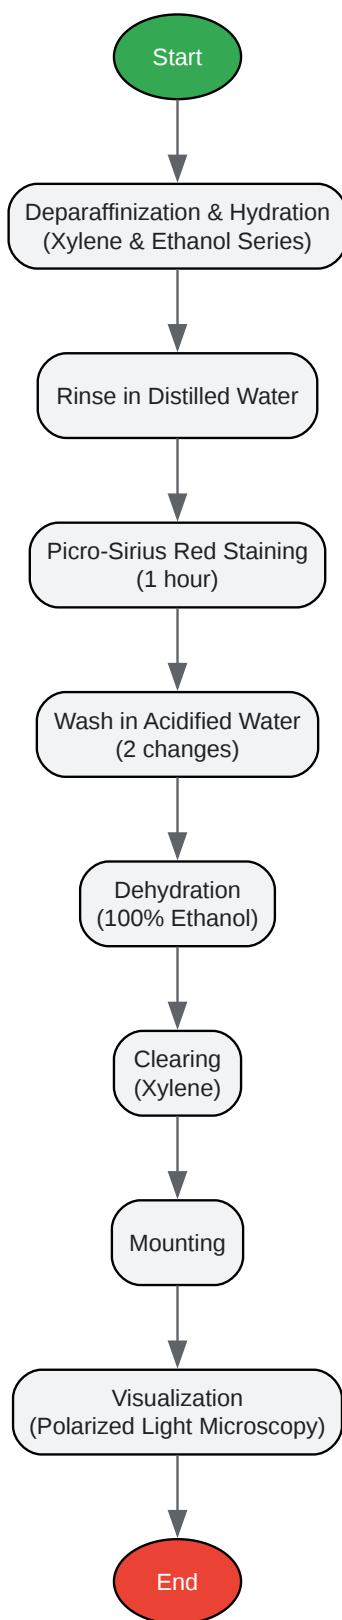 Start
Deparaffinization & Hydration
(Xylene & Ethanol Series)
Rinse in Distilled Water
Picro-Sirius Red Staining
(1 hour)
Wash in Acidified Water
(2 changes)
Dehydration
(100% Ethanol)
Clearing
(Xylene)
Mounting
Visualization
(Polarized Light Microscopy)
End